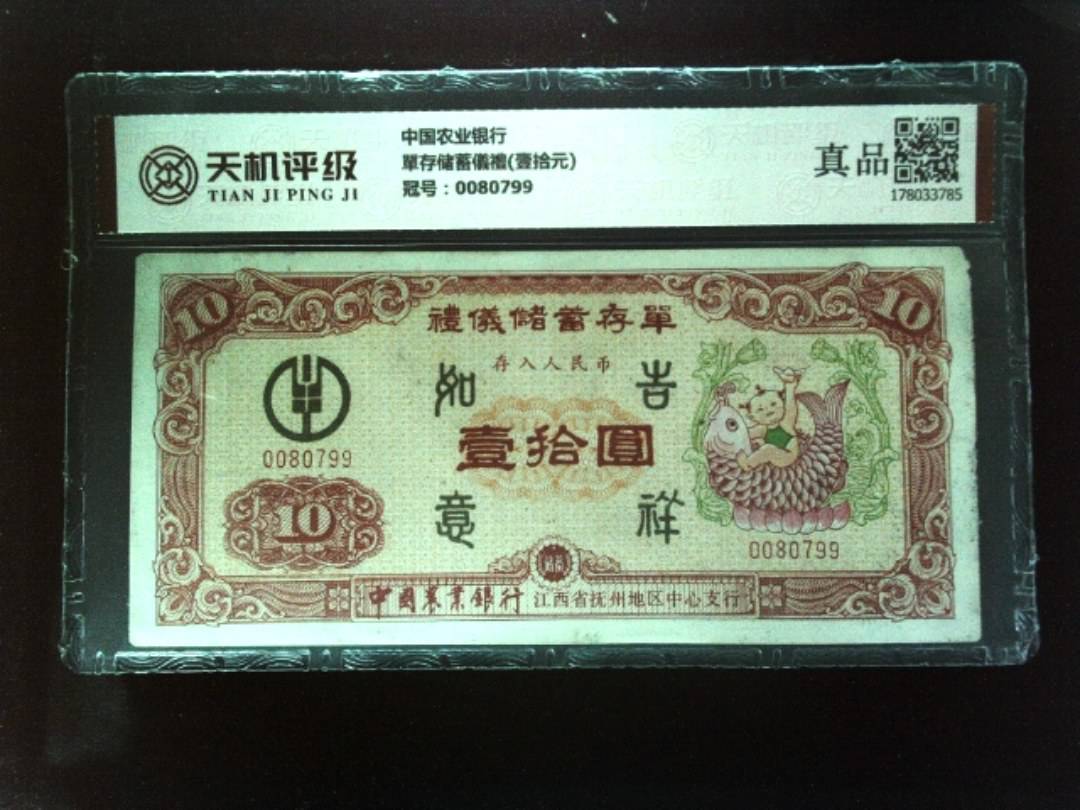 天机评级
TIAN JI PING JI
中国农业银行
單存储蓄儀禮(壹拾元)
冠号：0080799
真品
178033785
10
10
禮儀儲蓄存單
存入人民币
如 吉
壹拾圓
意 祥
0080799
10
0080799
中國農業銀行 江西省抚州地区中心支行